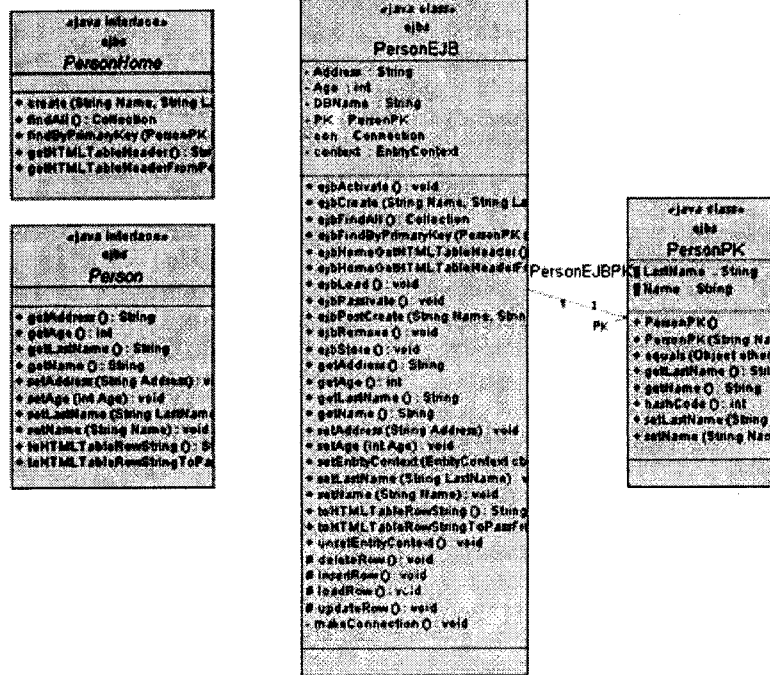 «java interface»
ejbs
PersonHome
+ create (String Name, String La
+ findAll () : Collection
+ findByPrimaryKey (PersonPK
+ getHTMLTableHeader () : Stri
+ getHTMLTableHeaderFromPe
«java interface»
ejbs
Person
+ getAddress () : String
+ getAge () : int
+ getLastName () : String
+ getName () : String
+ setAddress (String Address) : v
+ setAge (int Age) : void
+ setLastName (String LastName
+ setName (String Name) : void
+ toHTMLTableRowString () : S
+ toHTMLTableRowStringToPa
«java class»
ejbs
PersonEJB
- Address : String
- Age : int
- DBName : String
- PK : PersonPK
- con : Connection
- context : EntityContext
+ ejbActivate () : void
+ ejbCreate (String Name, String La
+ ejbFindAll () : Collection
+ ejbFindByPrimaryKey (PersonPK
+ ejbHomeGetHTMLTableHeader ()
+ ejbHomeGetHTMLTableHeaderFr
+ ejbLoad () : void
+ ejbPassivate () : void
+ ejbPostCreate (String Name, Strin
+ ejbRemove () : void
+ ejbStore () : void
+ getAddress () : String
+ getAge () : int
+ getLastName () : String
+ getName () : String
+ setAddress (String Address) : void
+ setAge (int Age) : void
+ setEntityContext (EntityContext
+ setLastName (String LastName) : v
+ setName (String Name) : void
+ toHTMLTableRowString () : String
+ toHTMLTableRowStringToPassFr
+ unsetEntityContext () : void
# deleteRow () : void
# insertRow () : void
# loadRow () : void
# updateRow () : void
- makeConnection () : void
PersonEJBPK
1
PK
«java class»
ejbs
PersonPK
LastName : String
Name : String
+ PersonPK ()
+ PersonPK (String Na
+ equals (Object other
+ getLastName () : Stri
+ getName () : String
+ hashCode () : int
+ setLastName (String
+ setName (String Nam